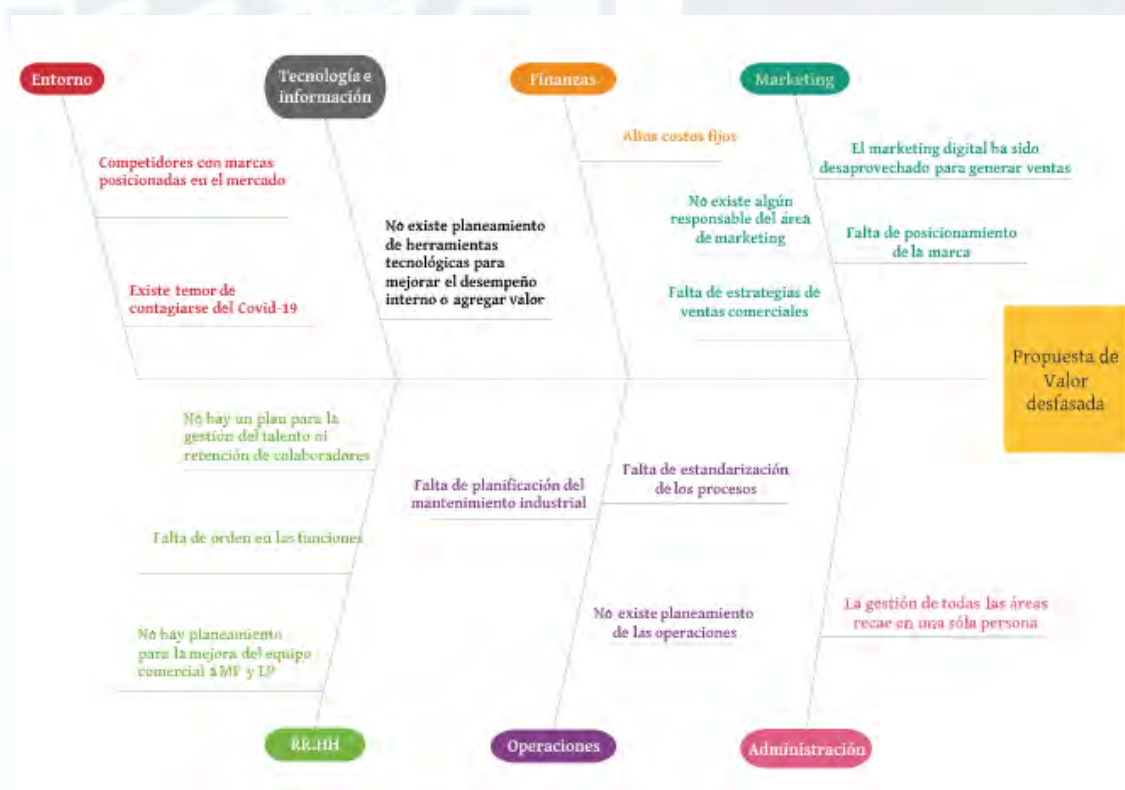 Entorno
Tecnología e
información
Finanzas
Marketing
Competidores con marcas
posicionadas en el mercado
Existe temor de
contagiarse del Covid-19
No existe planeamiento
de herramientas
tecnológicas para
mejorar el desempeño
interno o agregar valor
Altos costos fijos
El marketing digital ha sido
desaprovechado para generar ventas
No existe algún
responsable del área
de marketing
Falta de posicionamiento
de la marca
Falta de estrategias de
ventas comerciales
Propuesta de
Valor
desfasada
No hay un plan para la
gestión del talento ni
retención de colaboradores
Falta de orden en las funciones
No hay planeamiento
para la mejora del equipo
comercial a MP y LP
Falta de planificación del
mantenimiento industrial
Falta de estandarización
de los procesos
No existe planeamiento
de las operaciones
La gestión de todas las áreas
recae en una sóla persona
RR.HH
Operaciones
Administración